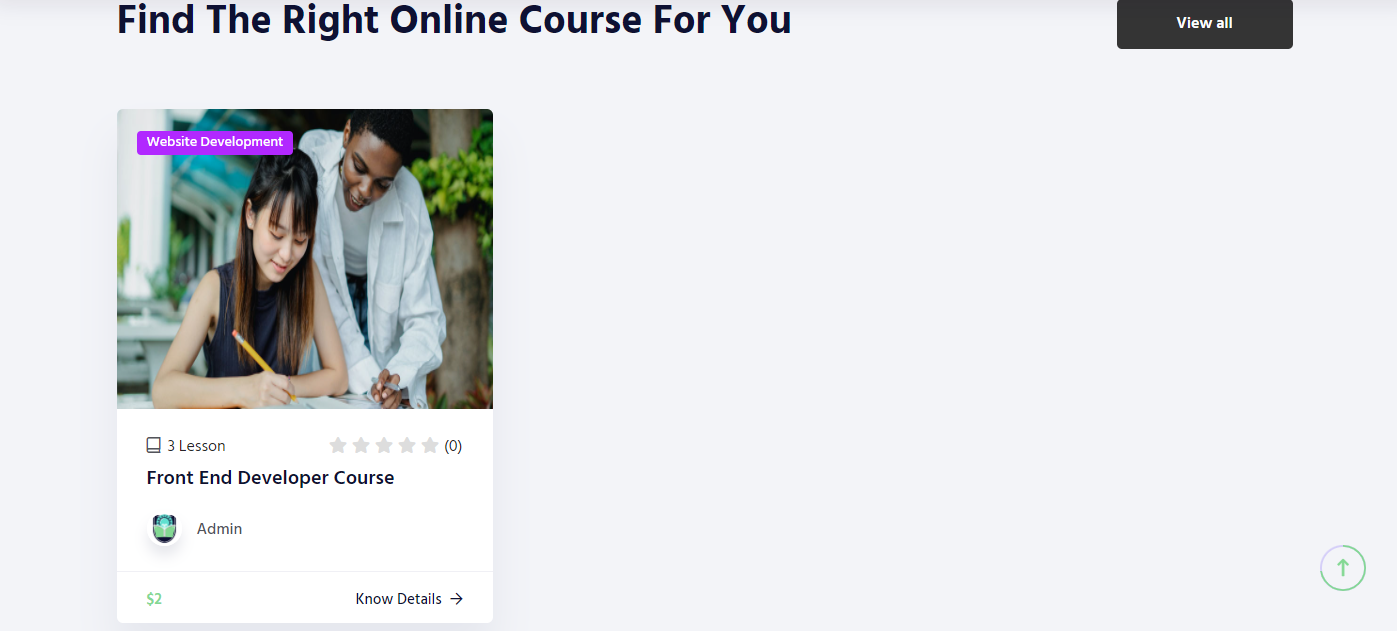 Find The Right Online Course For You
View all
Website Development
3 Lesson
(0)
Front End Developer Course
Admin
$2
Know Details